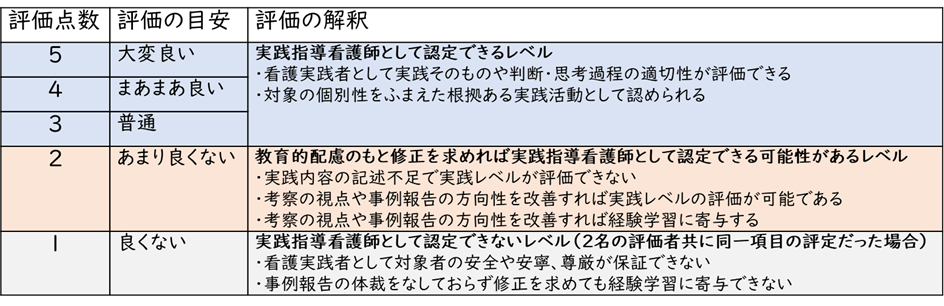 評価点数 評価の目安 評価の解釈
5 大変良い 実践指導看護師として認定できるレベル
・看護実践者として実践そのものや判断・思考過程の適切性が評価できる
4 まあまあ良い ・対象の個別性をふまえた根拠ある実践活動として認められる
3 普通
2 あまり良くない 教育的配慮のもと修正を求めれば実践指導看護師として認定できる可能性があるレベル
・実践内容の記述不足で実践レベルが評価できない
・考察の視点や事例報告の方向性を改善すれば実践レベルの評価が可能である
・考察の視点や事例報告の方向性を改善すれば経験学習に寄与する
1 良くない 実践指導看護師として認定できないレベル(2名の評価者共に同一項目の評定だった場合)
・看護実践者として対象者の安全や安寧、尊厳が保証できない
・事例報告の体裁をなしておらず修正を求めても経験学習に寄与できない